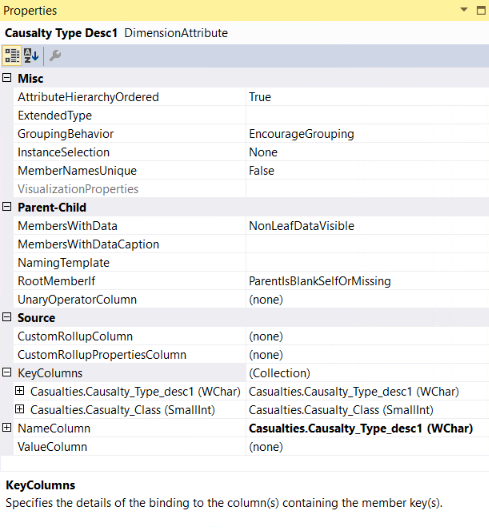 Properties
Causalty Type Desc1 DimensionAttribute
Misc
AttributeHierarchyOrdered True
ExtendedType
GroupingBehavior EncourageGrouping
InstanceSelection None
MemberNamesUnique False
VisualizationProperties
Parent-Child
MembersWithData NonLeafDataVisible
MembersWithDataCaption
NamingTemplate
RootMemberIf ParentIsBlankSelfOrMissing
UnaryOperatorColumn (none)
Source
CustomRollupColumn (none)
CustomRollupPropertiesColumn (none)
KeyColumns (Collection)
Casualties.Causalty_Type_desc1 (WChar) Casualties.Causalty_Type_desc1 (WChar)
Casualties.Casualty_Class (SmallInt) Casualties.Casualty_Class (SmallInt)
NameColumn Casualties.Causalty_Type_desc1 (WChar)
ValueColumn (none)
KeyColumns
Specifies the details of the binding to the column(s) containing the member key(s).